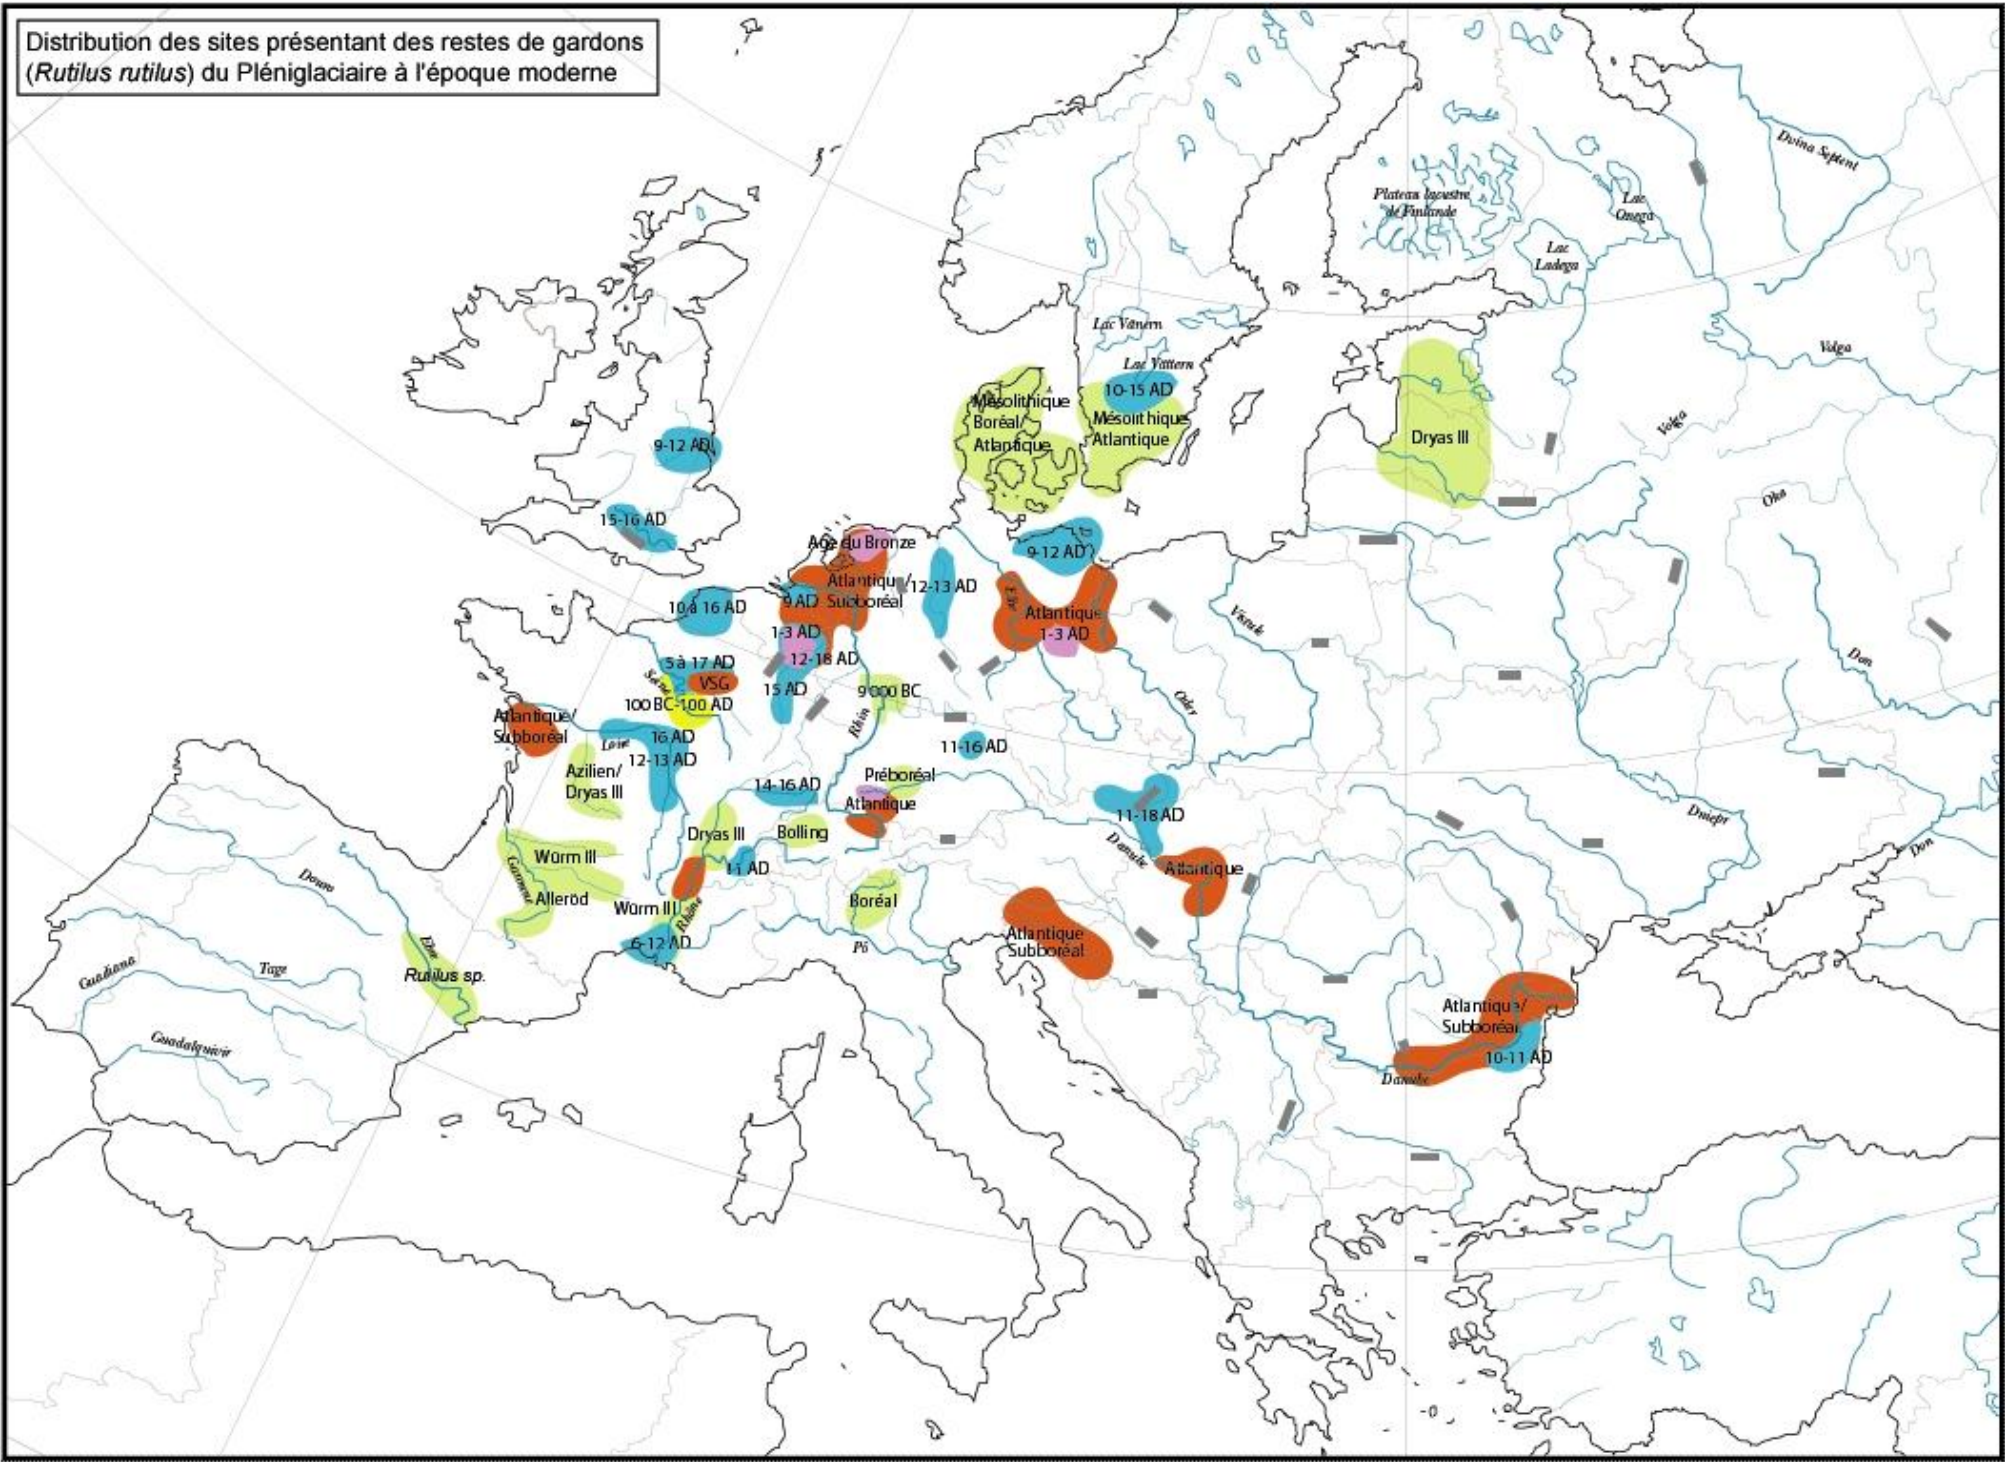 Distribution des sites présentant des restes de gardons
(Rutilus rutilus) du Pléniglaciaire à l'époque moderne
Dvina Septent
Plateau lacustre
de Finlande
Lac
Onega
Lac
Ladega
Lac Vänern
Lac Vättern
Volga
10-15 AD
Mésolithique
Boréal/
Atlantique
Mésolithique
Atlantique
Dryas III
Volga
9-12 AD
Oka
15-16 AD
Age du Bronze
9-12 AD
Atlantique/
Subboréal
12-13 AD
9 AD
10 à 16 AD
Elbe
Atlantique
1-3 AD
1-3 AD
Vistule
Don
12-18 AD
5 à 17 AD
Seine
VSG
15 AD
9 000 BC
100 BC-100 AD
Oder
Rhin
Atlantique/
Subboréal
16 AD
Loire
12-13 AD
11-16 AD
Azilien/
Dryas III
14-16 AD
Préboréal
Atlantique
11-18 AD
Dniepr
Dryas III
Bolling
Danube
Don
Würm III
Garonne
11 AD
Atlantique
Douro
Alleröd
Würm III
Rhône
Boréal
6-12 AD
Pô
Atlantique
Subboréal
Ebre
Rutilus sp.
Tage
Guadiana
Atlantique/
Subboréal
Guadalquivir
10-11 AD
Danube